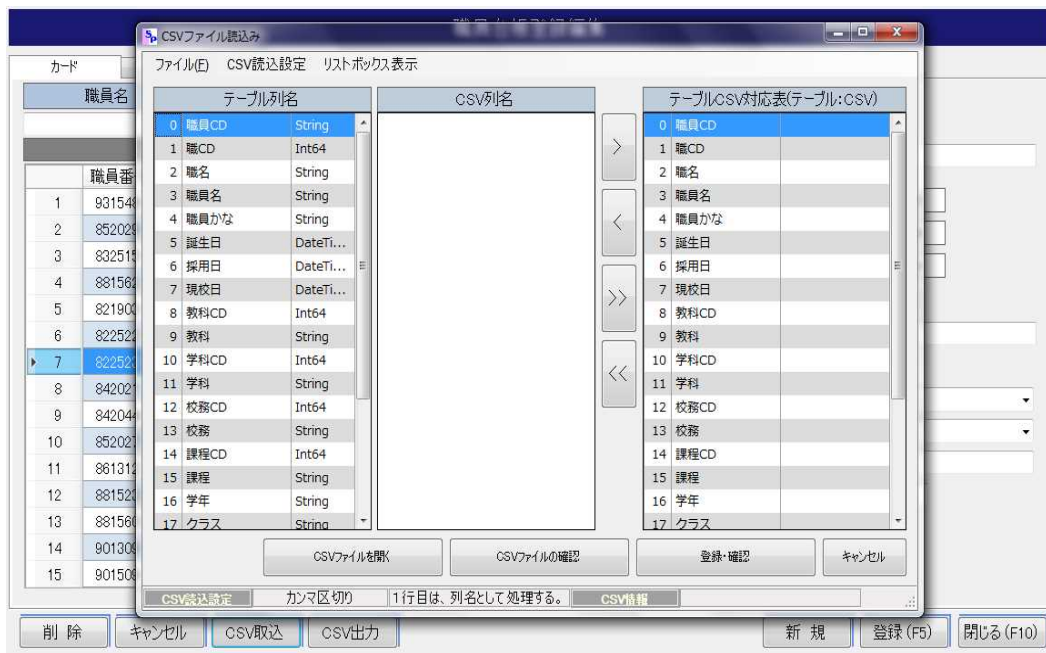 CSVファイル読込み
ファイル(F) CSV読込設定 リストボックス表示
カード
職員名
職員番
1 931548
2 852029
3 832515
4 881562
5 821903
6 822522
7 822523
8 842021
9 842044
10 852027
11 861312
12 881523
13 881560
14 901309
15 901509
テーブル列名
0 職員CD String
1 職CD Int64
2 職名 String
3 職員名 String
4 職員かな String
5 誕生日 DateTi...
6 採用日 DateTi...
7 現校日 DateTi...
8 教科CD Int64
9 教科 String
10 学科CD Int64
11 学科 String
12 校務CD Int64
13 校務 String
14 課程CD Int64
15 課程 String
16 学年 String
17 クラス String
CSV列名
>
<
>>
<<
テーブルCSV対応表(テーブル:CSV)
0 職員CD
1 職CD
2 職名
3 職員名
4 職員かな
5 誕生日
6 採用日
7 現校日
8 教科CD
9 教科
10 学科CD
11 学科
12 校務CD
13 校務
14 課程CD
15 課程
16 学年
17 クラス
CSVファイルを開く CSVファイルの確認 登録・確認 キャンセル
CSV読込設定 カンマ区切り 1行目は、列名として処理する。 CSV情報
削 除 キャンセル CSV取込 CSV出力 新 規 登録(F5) 閉じる(F10)